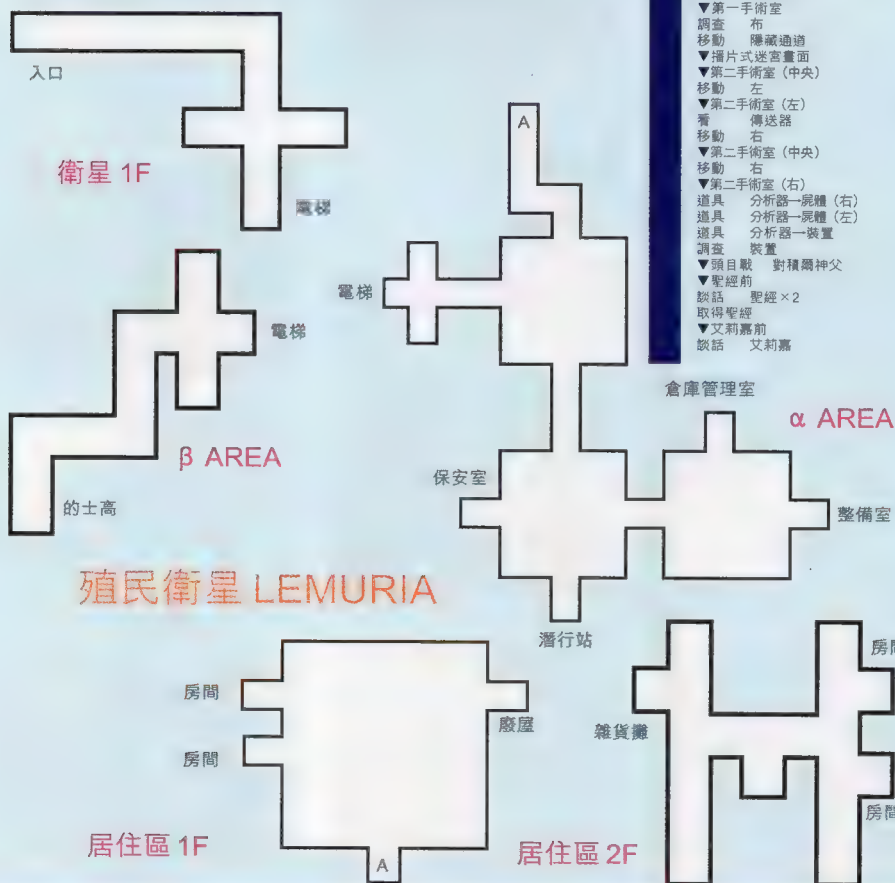 入口
衛星 1F
電梯
電梯
β AREA
的士高
殖民衛星 LEMURIA
▼第一手術室
調查 布
移動 隱藏通道
▼播片式迷宮畫面
▼第二手術室（中央）
移動 左
▼第二手術室（左）
看 傳送器
移動 右
▼第二手術室（中央）
移動 右
▼第二手術室（右）
道具 分析器→屍體（右）
道具 分析器→屍體（左）
道具 分析器→裝置
調查 裝置
▼頭目戰 對積爾神父
▼聖經前
談話 聖經×2
取得聖經
▼艾莉嘉前
談話 艾莉嘉
A
電梯
倉庫管理室
α AREA
保安室
整備室
潛行站
房間
廢屋
房間
A
居住區 1F
房間
雜貨攤
房間
居住區 2F